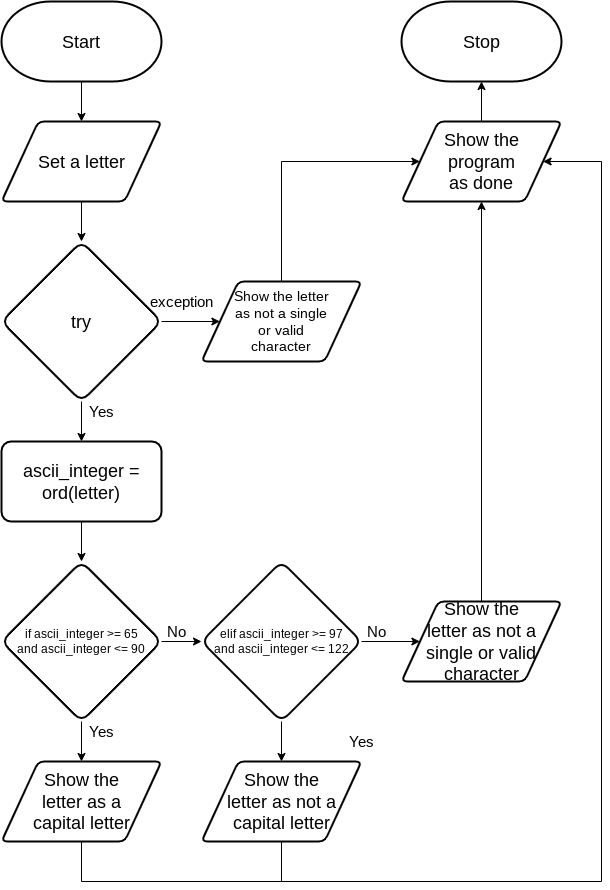 Start
Stop
Set a letter
Show the
program
as done
try
exception
Show the letter
as not a single
or valid
character
Yes
ascii_integer =
ord(letter)
if ascii_integer >= 65
and ascii_integer <= 90
No
elif ascii_integer >= 97
and ascii_integer <= 122
No
Show the
letter as not a
single or valid
character
Yes
Yes
Show the
letter as a
capital letter
Show the
letter as not a
capital letter